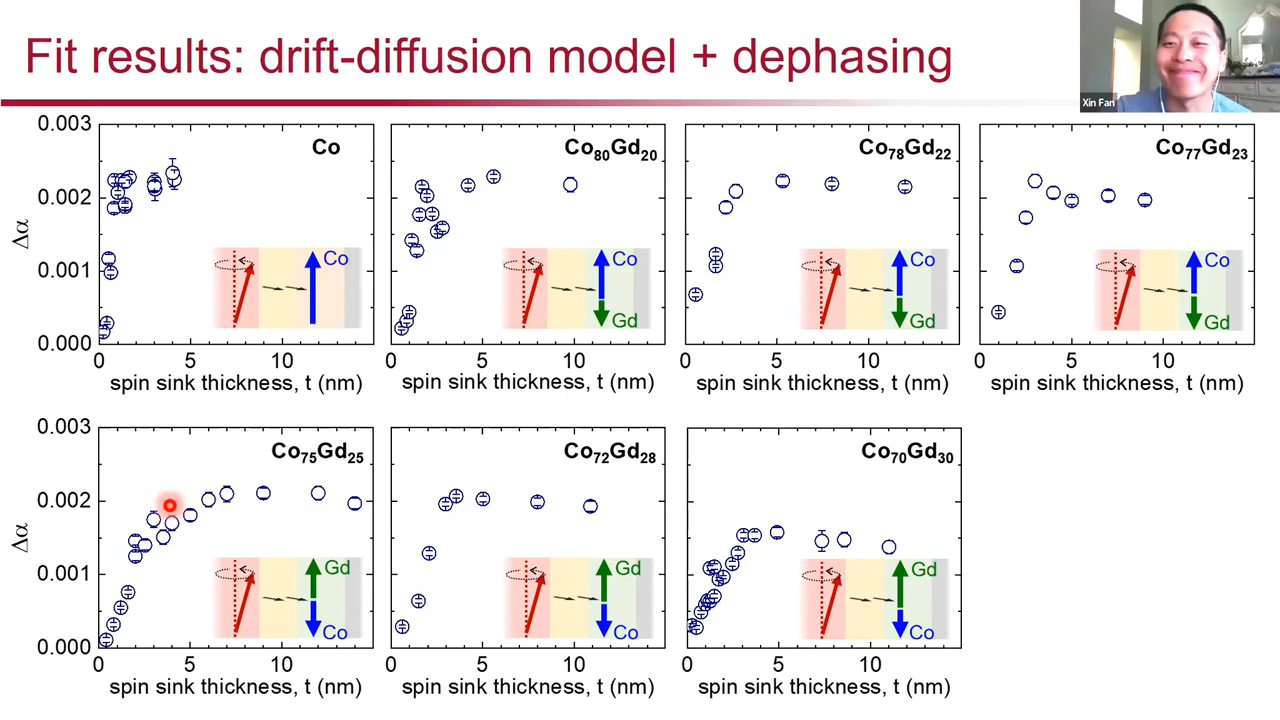 Fit results: drift-diffusion model + dephasing
Xin Fan
0.003
0.002
0.001
0.000
Δα
Co
Co
0 5 10
spin sink thickness, t (nm)
Co80Gd20
Co
Gd
0 5 10
spin sink thickness, t (nm)
Co78Gd22
Co
Gd
0 5 10
spin sink thickness, t (nm)
Co77Gd23
Co
Gd
0 5 10
spin sink thickness, t (nm)
0.003
0.002
0.001
0.000
Δα
Co75Gd25
Gd
Co
0 5 10
spin sink thickness, t (nm)
Co72Gd28
Gd
Co
0 5 10
spin sink thickness, t (nm)
Co70Gd30
Gd
Co
0 5 10
spin sink thickness, t (nm)